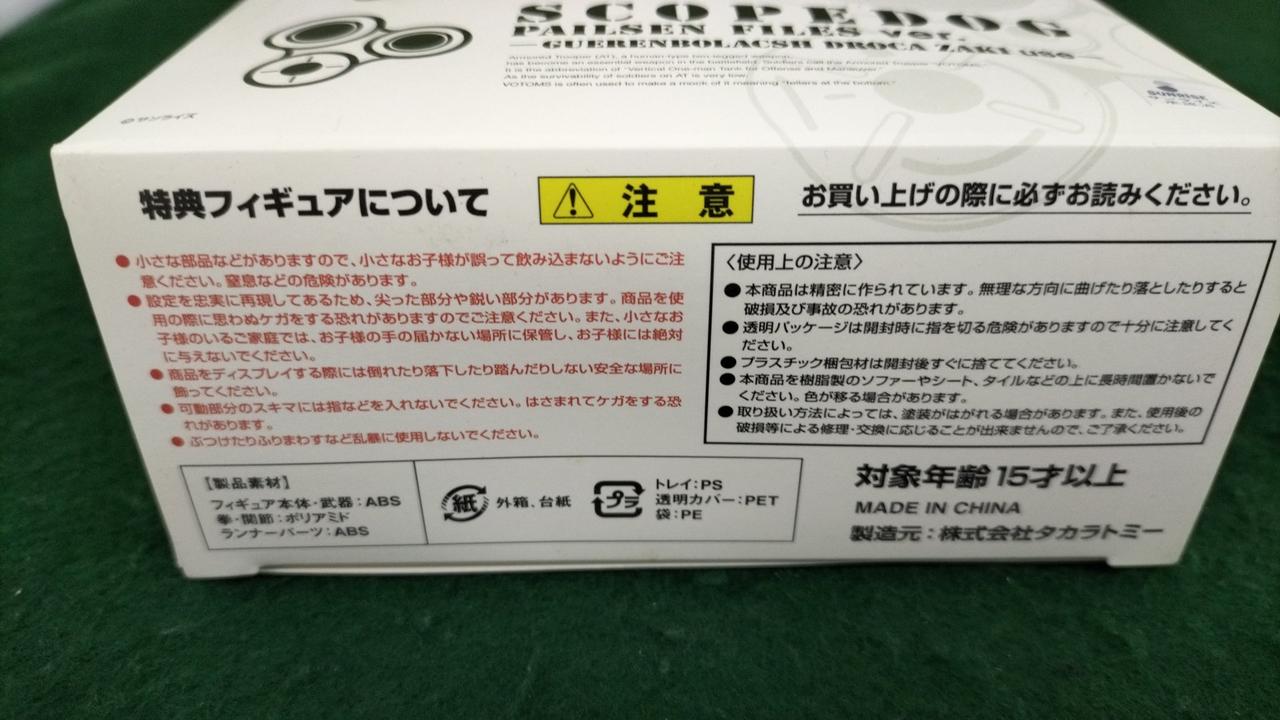 SCOPEDOG
PAILSEN FILES ver.
—GUERENBOLACSH DROCA ZAKI use—
Armored Trooper (AT), a human-type two-legged weapon,
has become an essential weapon in the battlefield. Soldiers call the Armored Trooper "VOTOMS".
It is the abbreviation of "Vertical One-man Tank for Offense and Maneuver".
As the survivability of soldiers on AT is very low,
VOTOMS is often used to make a mock of it meaning "fellers at the bottom."
SUNRISE
©サンライズ
特典フィギュアについて
注意
お買い上げの際に必ずお読みください。
●小さな部品などがありますので、小さなお子様が誤って飲み込まないようにご注
意ください。窒息などの危険があります。
●設定を忠実に再現してあるため、尖った部分や鋭い部分があります。商品を使
用の際に思わぬケガをする恐れがありますのでご注意ください。また、小さなお
子様のいるご家庭では、お子様の手の届かない場所に保管し、お子様には絶対
に与えないでください。
●商品をディスプレイする際には倒れたり落下したり踏んだりしない安全な場所に
飾ってください。
●可動部分のスキマには指などを入れないでください。はさまれてケガをする恐
れがあります。
●ぶつけたりふりまわすなど乱暴に使用しないでください。
〈使用上の注意〉
●本商品は精密に作られています。無理な方向に曲げたり落としたりすると
破損及び事故の恐れがあります。
●透明パッケージは開封時に指を切る危険がありますので十分に注意してく
ださい。
●プラスチック梱包材は開封後すぐに捨ててください。
●本商品を樹脂製のソファーやシート、タイルなどの上に長時間置かないで
ください。色が移る場合があります。
●取り扱い方法によっては、塗装がはがれる場合があります。また、使用後の
破損等による修理・交換に応じることが出来ませんので、ご了承ください。
【製品素材】
フィギュア本体・武器：ABS
拳・関節：ポリアミド
ランナーパーツ：ABS
紙 外箱、台紙
プラ
トレイ：PS
透明カバー：PET
袋：PE
対象年齢15才以上
MADE IN CHINA
製造元：株式会社タカラトミー